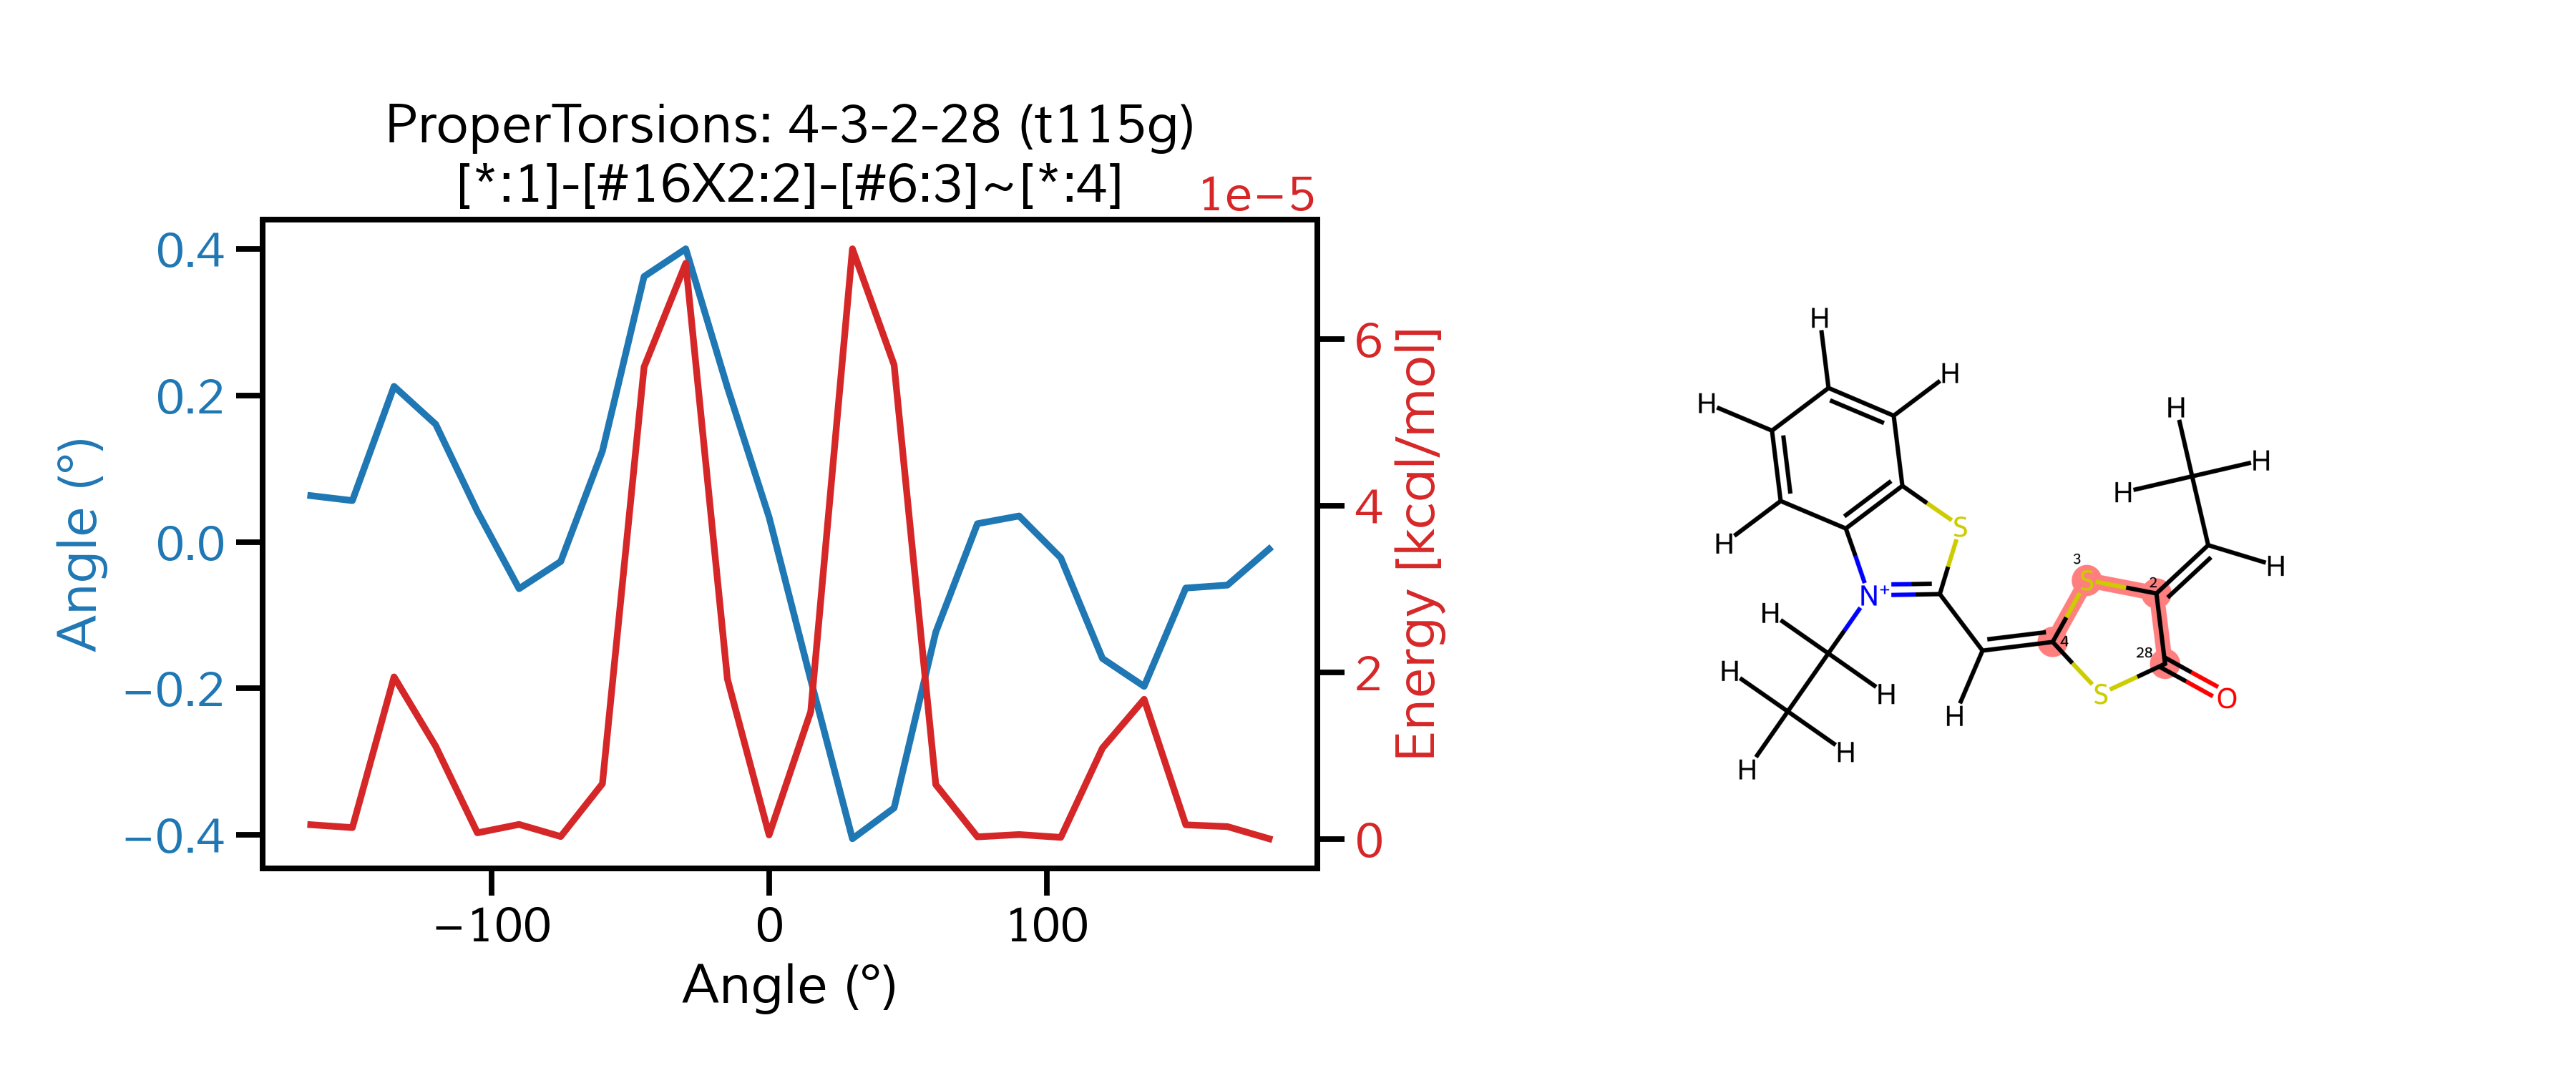 ProperTorsions: 4-3-2-28 (t115g)
[*:1]-[#16X2:2]-[#6:3]~[*:4]
1e−5
0.4
0.2
0.0
−0.2
−0.4
Angle (°)
6
4
2
0
Energy [kcal/mol]
−100
0
100
Angle (°)
H
H
H
H
H
H
H
H
S
N⁺
H
H
H
H
H
H
H
3
S
2
4
28
S
O